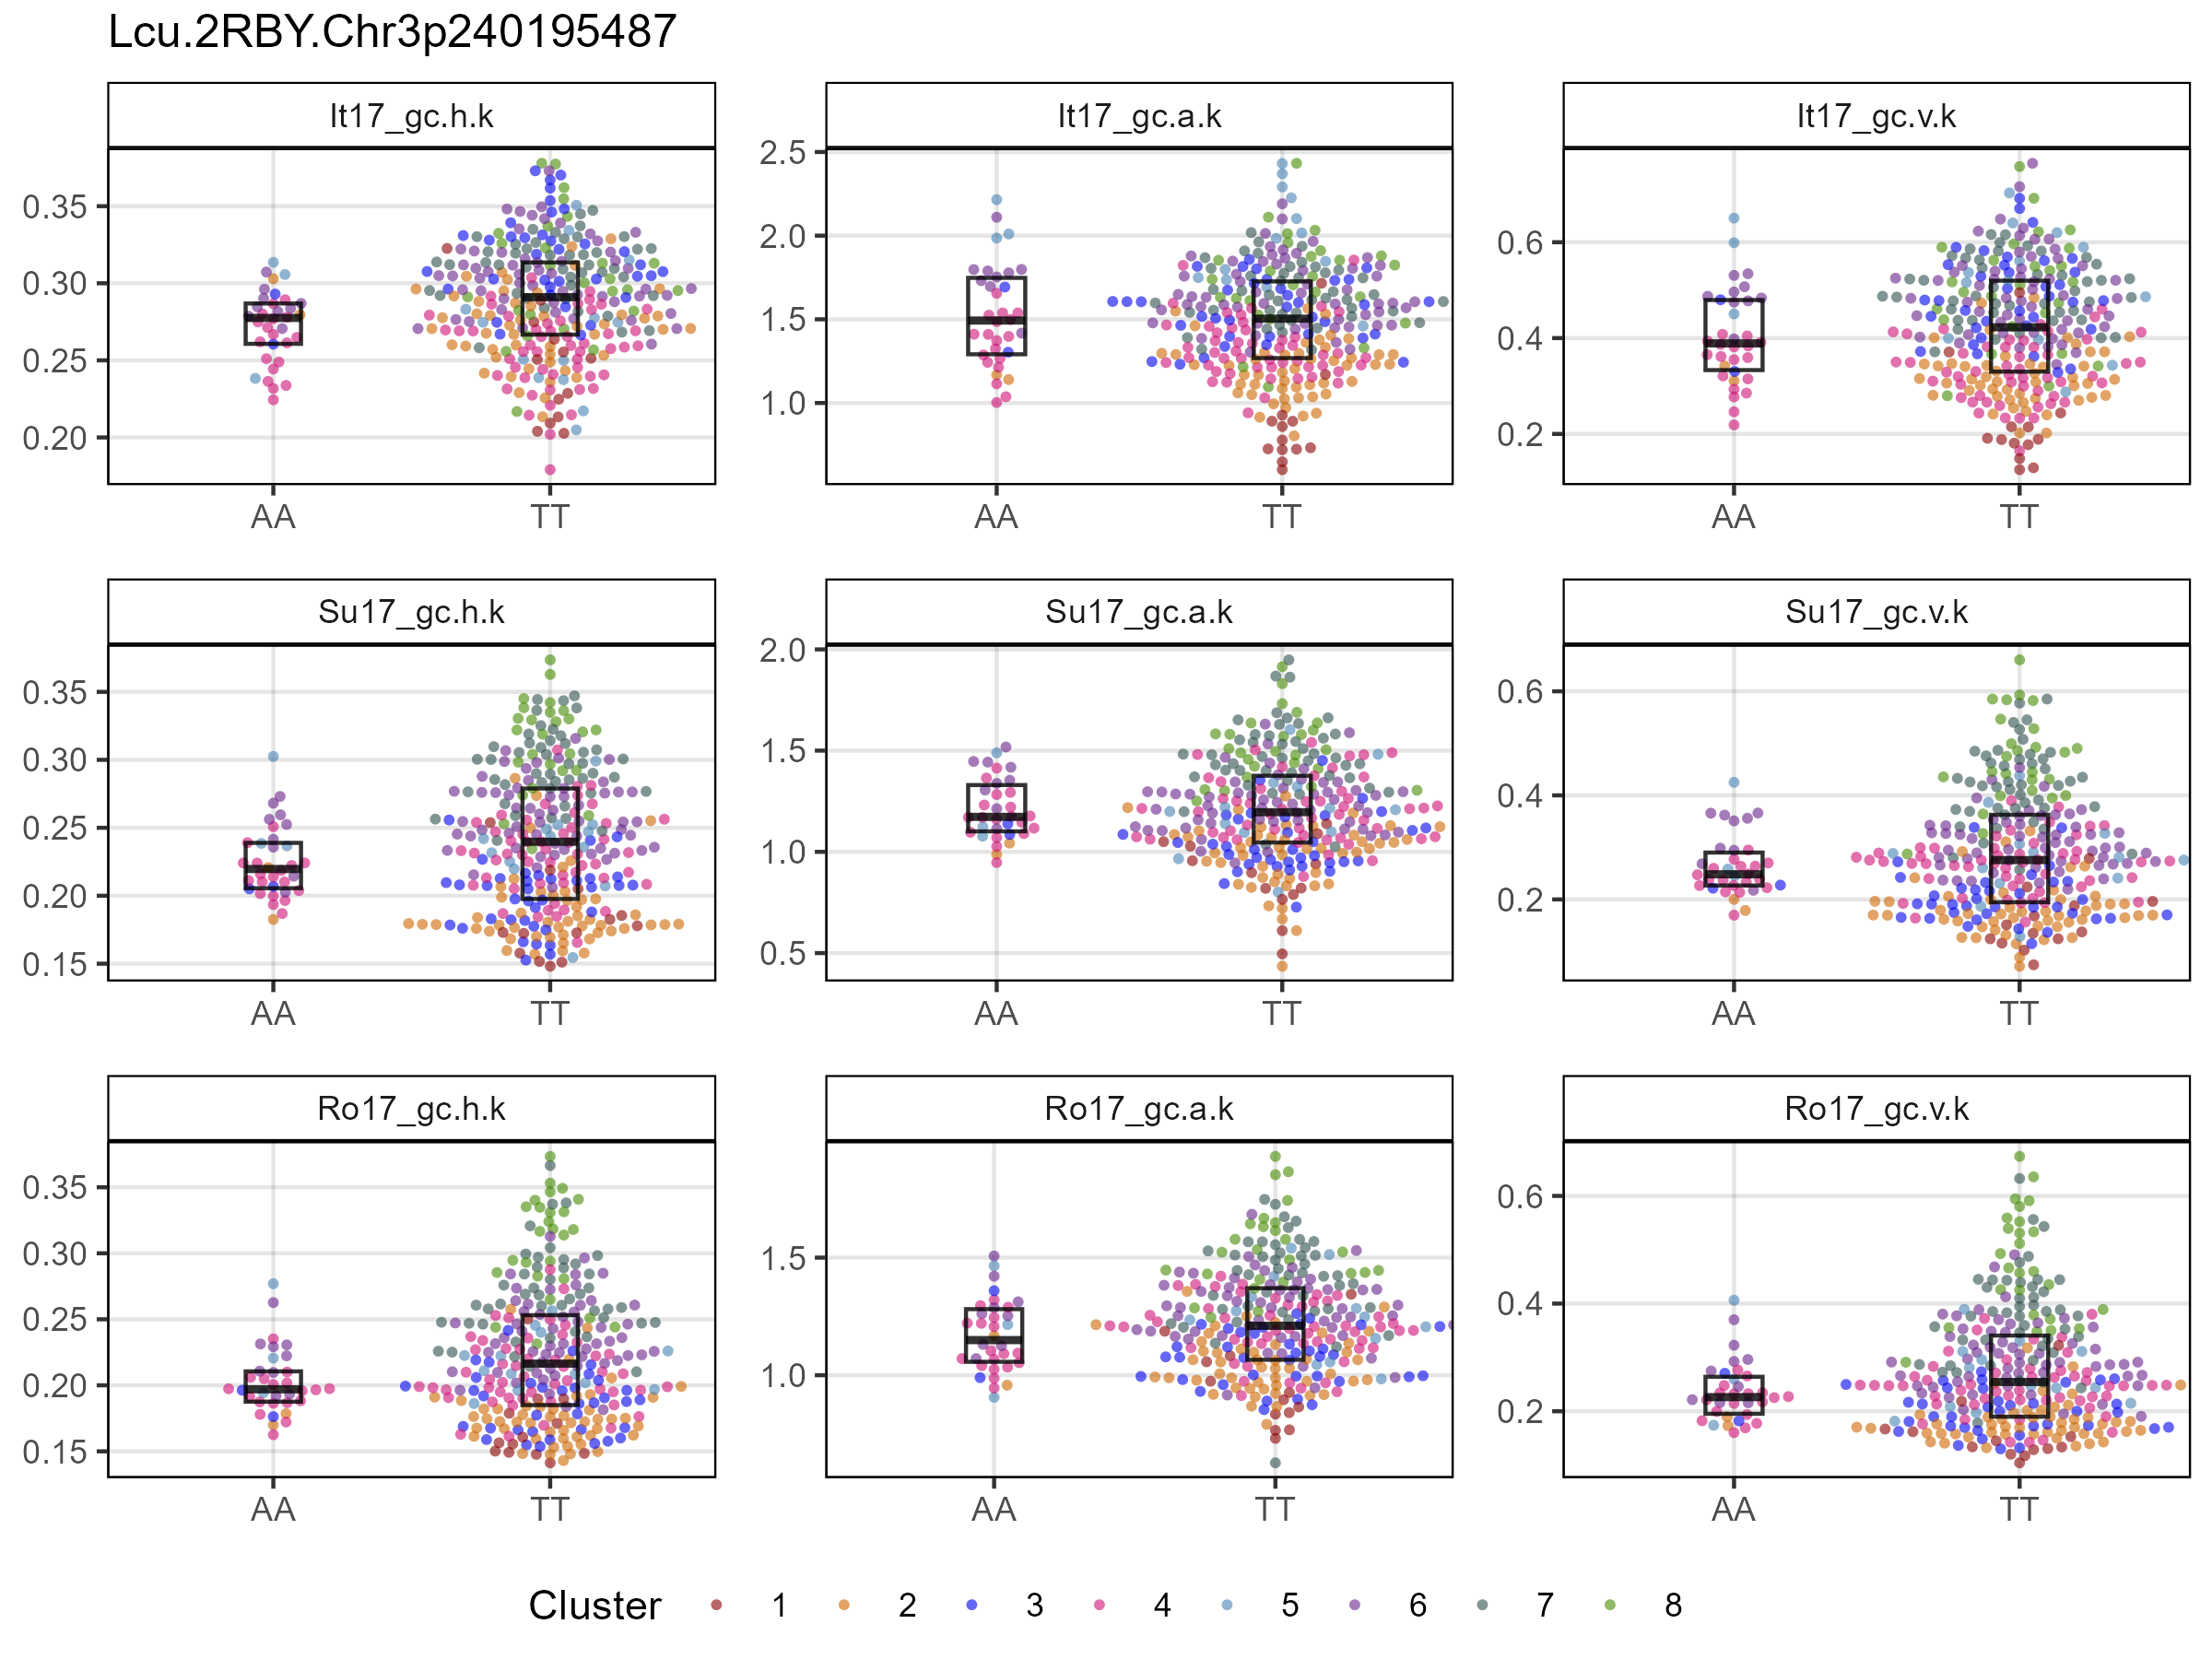 Lcu.2RBY.Chr3p240195487
It17_gc.h.k
It17_gc.a.k
It17_gc.v.k
0.35
0.30
0.25
0.20
AA
TT
2.5
2.0
1.5
1.0
AA
TT
0.6
0.4
0.2
AA
TT
Su17_gc.h.k
Su17_gc.a.k
Su17_gc.v.k
0.35
0.30
0.25
0.20
0.15
AA
TT
2.0
1.5
1.0
0.5
AA
TT
0.6
0.4
0.2
AA
TT
Ro17_gc.h.k
Ro17_gc.a.k
Ro17_gc.v.k
0.35
0.30
0.25
0.20
0.15
AA
TT
1.5
1.0
AA
TT
0.6
0.4
0.2
AA
TT
Cluster 1 2 3 4 5 6 7 8